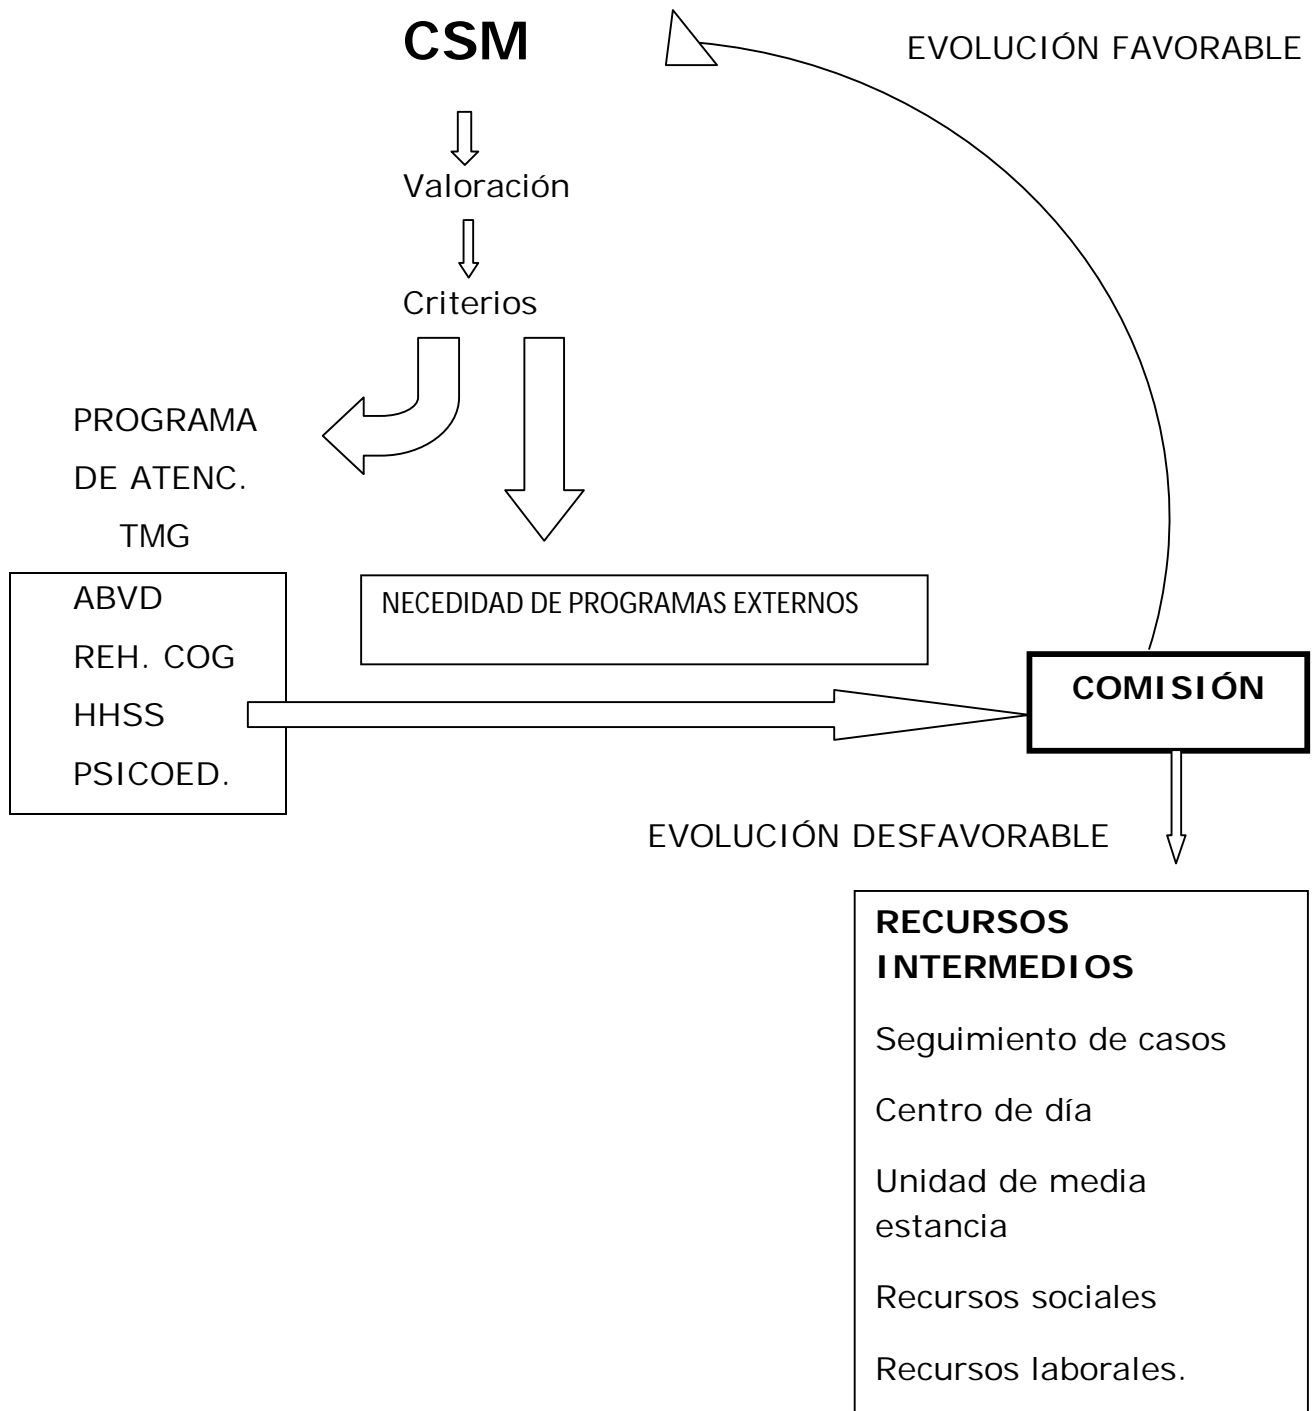 CSM
EVOLUCIÓN FAVORABLE
Valoración
Criterios
PROGRAMA
DE ATENC.
TMG
ABVD
REH. COG
HHSS
PSICOED.
NECEDIDAD DE PROGRAMAS EXTERNOS
COMISIÓN
EVOLUCIÓN DESFAVORABLE
RECURSOS
INTERMEDIOS
Seguimiento de casos
Centro de día
Unidad de media
estancia
Recursos sociales
Recursos laborales.